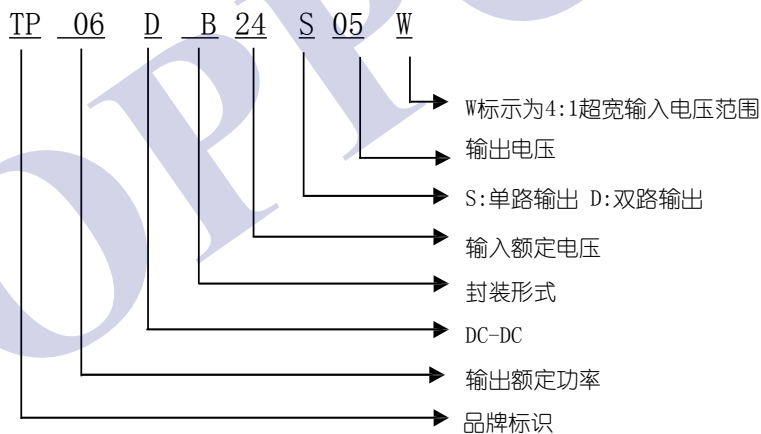 TP 06 D B 24 S 05 W
W标示为4:1超宽输入电压范围
输出电压
S:单路输出 D:双路输出
输入额定电压
封装形式
DC-DC
输出额定功率
品牌标识